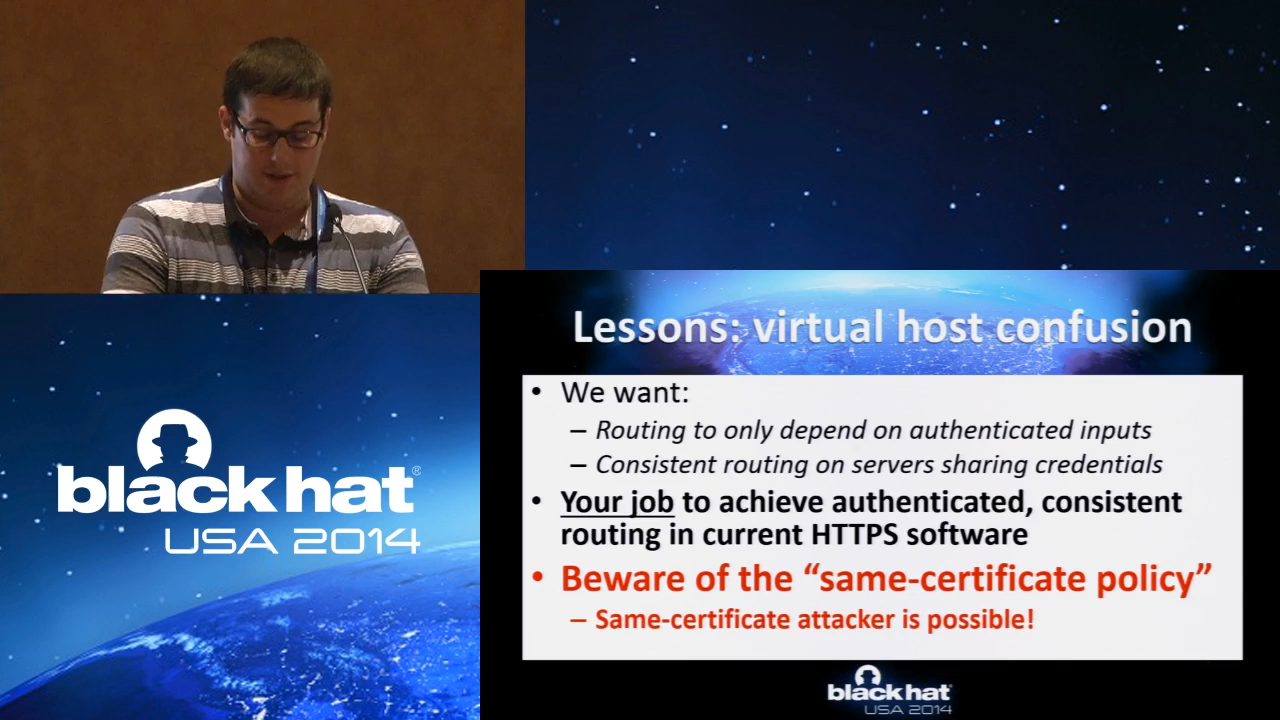 black hat®
USA 2014
Lessons: virtual host confusion
• We want:
– Routing to only depend on authenticated inputs
– Consistent routing on servers sharing credentials
• Your job to achieve authenticated, consistent
routing in current HTTPS software
• Beware of the “same-certificate policy”
– Same-certificate attacker is possible!
black hat
USA 2014